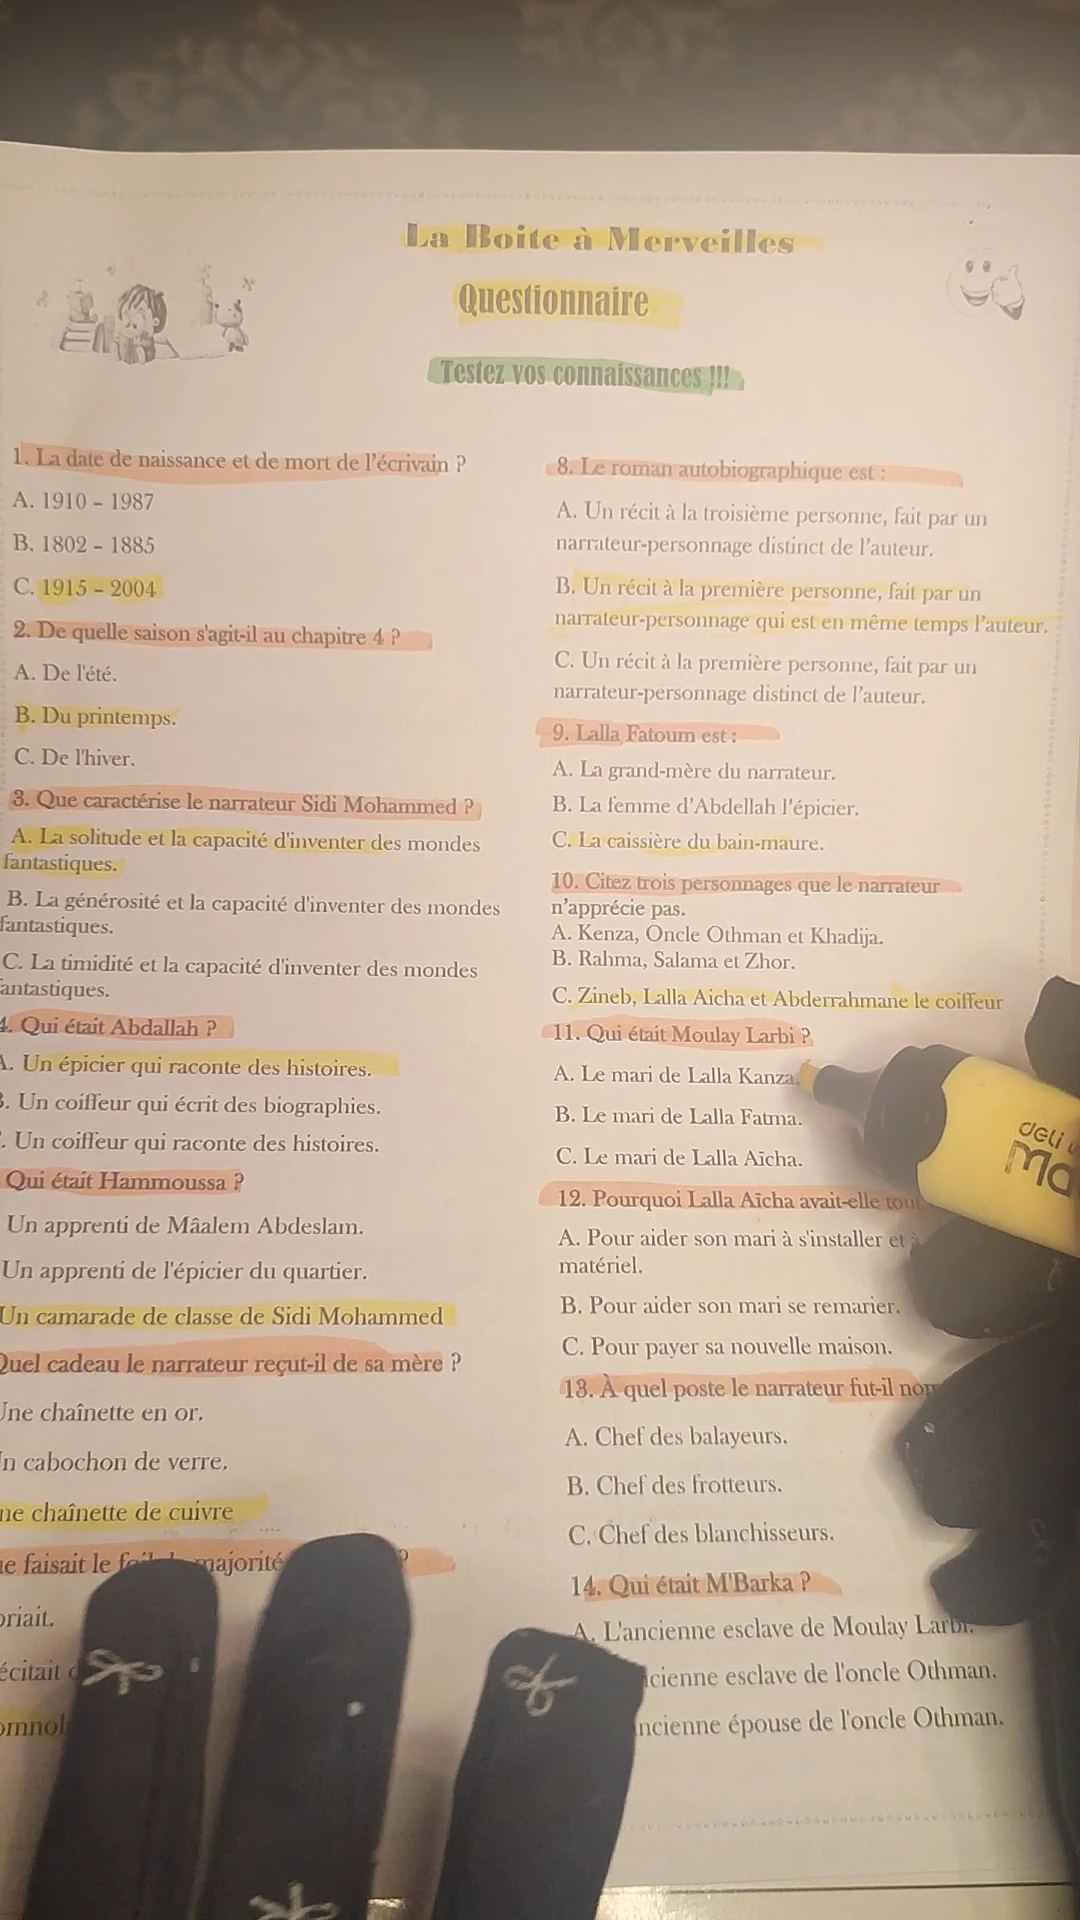 La Boite à Merveilles
Questionnaire
Testez vos connaissances !!!
1. La date de naissance et de mort de l'écrivain ?
A. 1910 – 1987
B. 1802 – 1885
C. 1915 – 2004
2. De quelle saison s'agit-il au chapitre 4 ?
A. De l'été.
B. Du printemps.
C. De l'hiver.
3. Que caractérise le narrateur Sidi Mohammed ?
A. La solitude et la capacité d'inventer des mondes
fantastiques.
B. La générosité et la capacité d'inventer des mondes
fantastiques.
C. La timidité et la capacité d'inventer des mondes
fantastiques.
4. Qui était Abdallah ?
A. Un épicier qui raconte des histoires.
B. Un coiffeur qui écrit des biographies.
. Un coiffeur qui raconte des histoires.
Qui était Hammoussa ?
Un apprenti de Mâalem Abdeslam.
Un apprenti de l'épicier du quartier.
Un camarade de classe de Sidi Mohammed
Quel cadeau le narrateur reçut-il de sa mère ?
Une chaînette en or.
Un cabochon de verre.
ne chaînette de cuivre
ue faisait le majorité ?
priait.
écitait
omnol
8. Le roman autobiographique est :
A. Un récit à la troisième personne, fait par un
narrateur-personnage distinct de l'auteur.
B. Un récit à la première personne, fait par un
narrateur-personnage qui est en même temps l'auteur.
C. Un récit à la première personne, fait par un
narrateur-personnage distinct de l'auteur.
9. Lalla Fatoum est :
A. La grand-mère du narrateur.
B. La femme d'Abdellah l'épicier.
C. La caissière du bain-maure.
10. Citez trois personnages que le narrateur
n'apprécie pas.
A. Kenza, Oncle Othman et Khadija.
B. Rahma, Salama et Zhor.
C. Zineb, Lalla Aicha et Abderrahmane le coiffeur
11. Qui était Moulay Larbi ?
A. Le mari de Lalla Kanza.
B. Le mari de Lalla Fatma.
C. Le mari de Lalla Aïcha.
12. Pourquoi Lalla Aïcha avait-elle tout
A. Pour aider son mari à s'installer et à
matériel.
B. Pour aider son mari se remarier.
C. Pour payer sa nouvelle maison.
13. À quel poste le narrateur fut-il nom
A. Chef des balayeurs.
B. Chef des frotteurs.
C. Chef des blanchisseurs.
14. Qui était M'Barka ?
A. L'ancienne esclave de Moulay Larbi.
ncienne esclave de l'oncle Othman.
ncienne épouse de l'oncle Othman.
deli